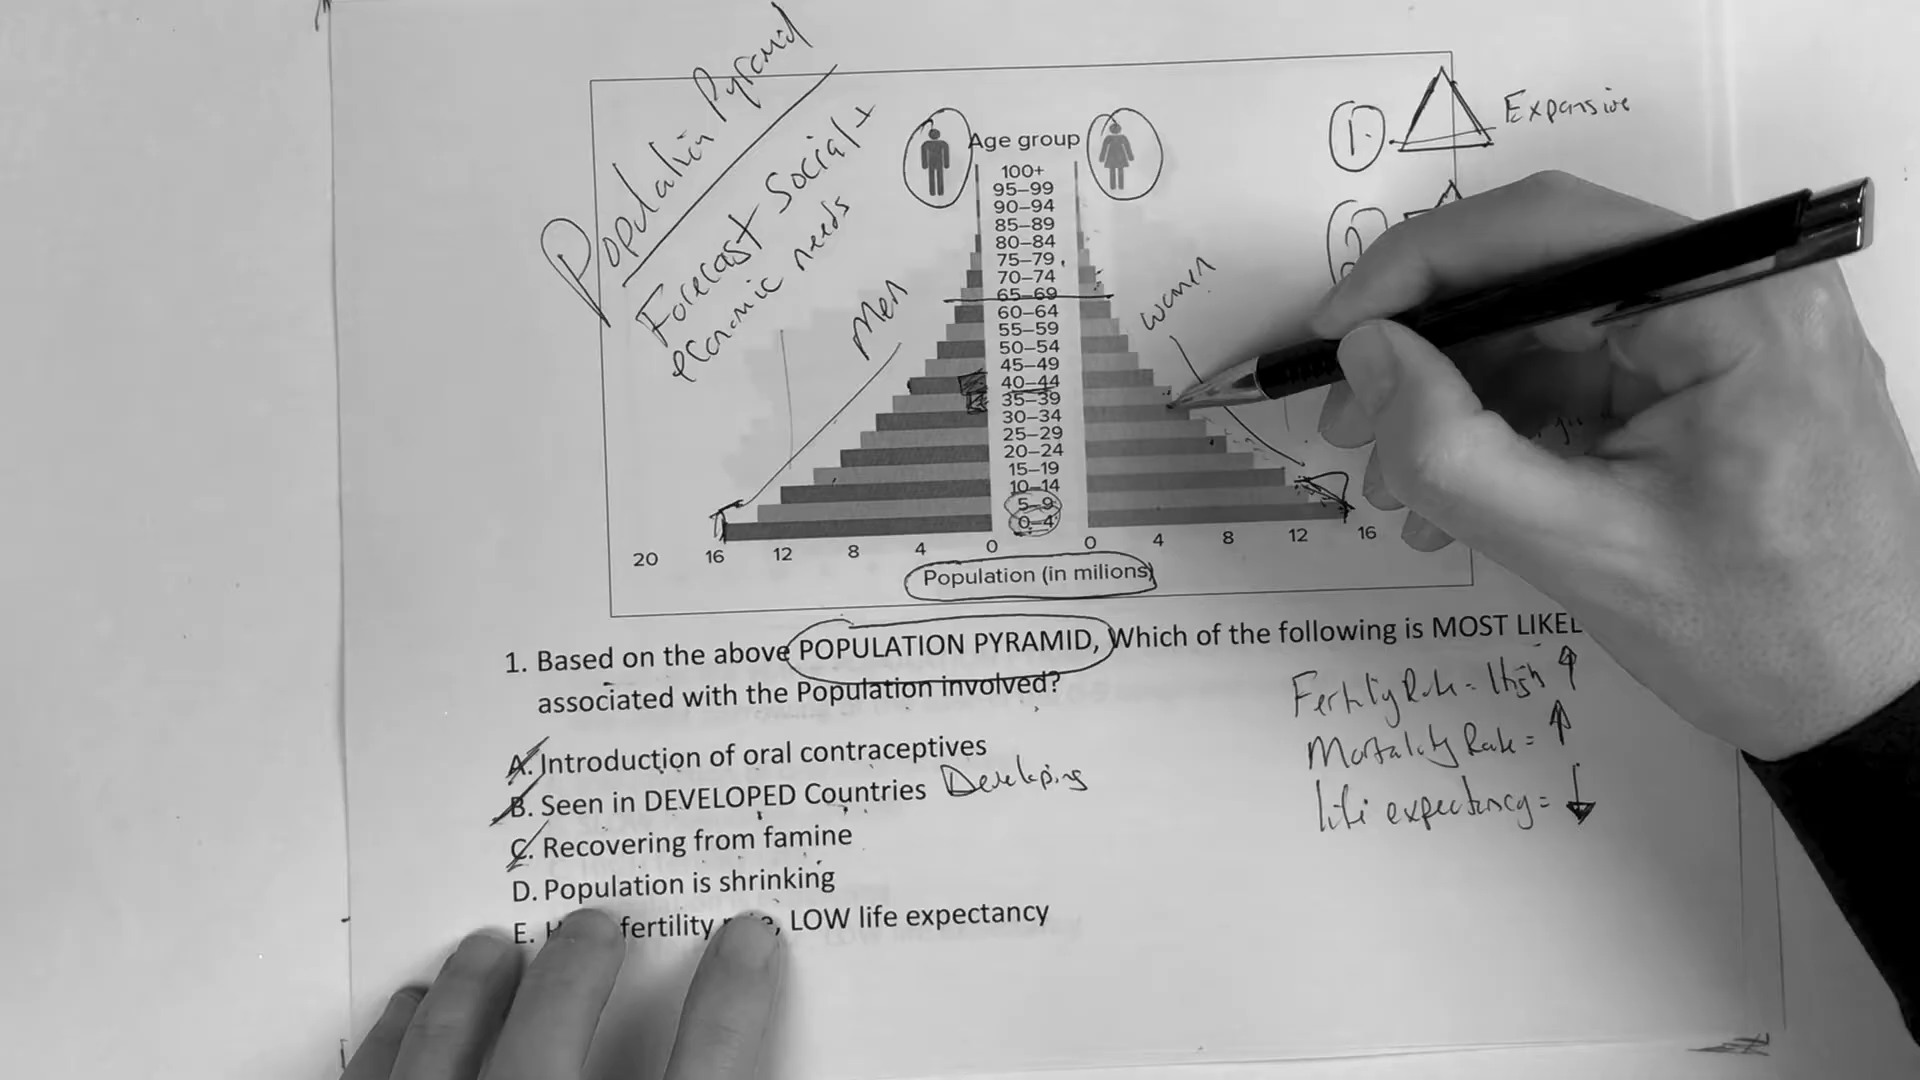 Population Pyramid
Forecast Social +
economic needs
Men
Women
1.
Expansive
2
Age group
100+
95–99
90–94
85–89
80–84
75–79
70–74
65–69
60–64
55–59
50–54
45–49
40–44
35–39
30–34
25–29
20–24
15–19
10–14
5–9
0–4
20 16 12 8 4 0 0 4 8 12 16
Population (in milions)
1. Based on the above POPULATION PYRAMID, Which of the following is MOST LIKEL
associated with the Population involved?
A. Introduction of oral contraceptives
B. Seen in DEVELOPED Countries Developing
C. Recovering from famine
D. Population is shrinking
E. fertility LOW life expectancy
Fertility Rate = High ↑
Mortality Rate = ↑
life expectancy = ↓